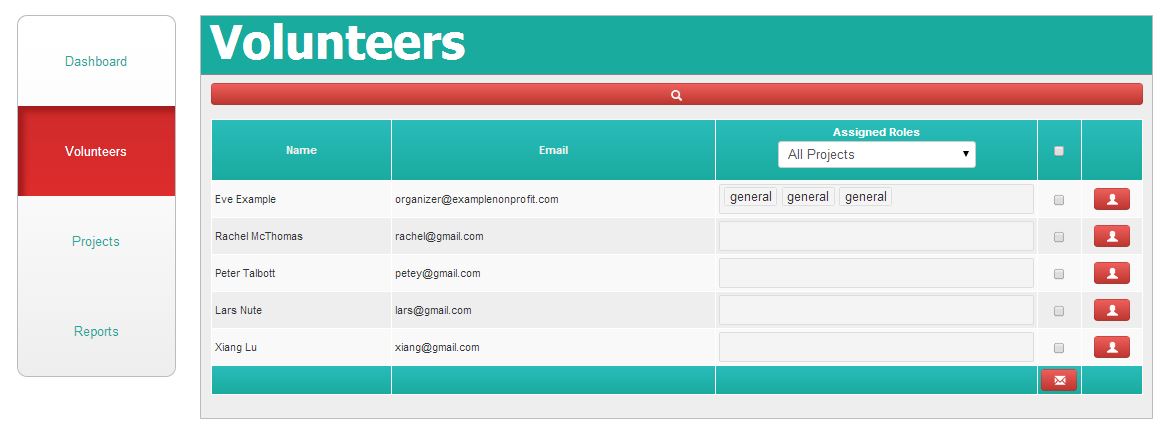 Dashboard
Volunteers
Projects
Reports
Volunteers
Name Email Assigned Roles
All Projects
Eve Example organizer@examplenonprofit.com general general general
Rachel McThomas rachel@gmail.com
Peter Talbott petey@gmail.com
Lars Nute lars@gmail.com
Xiang Lu xiang@gmail.com